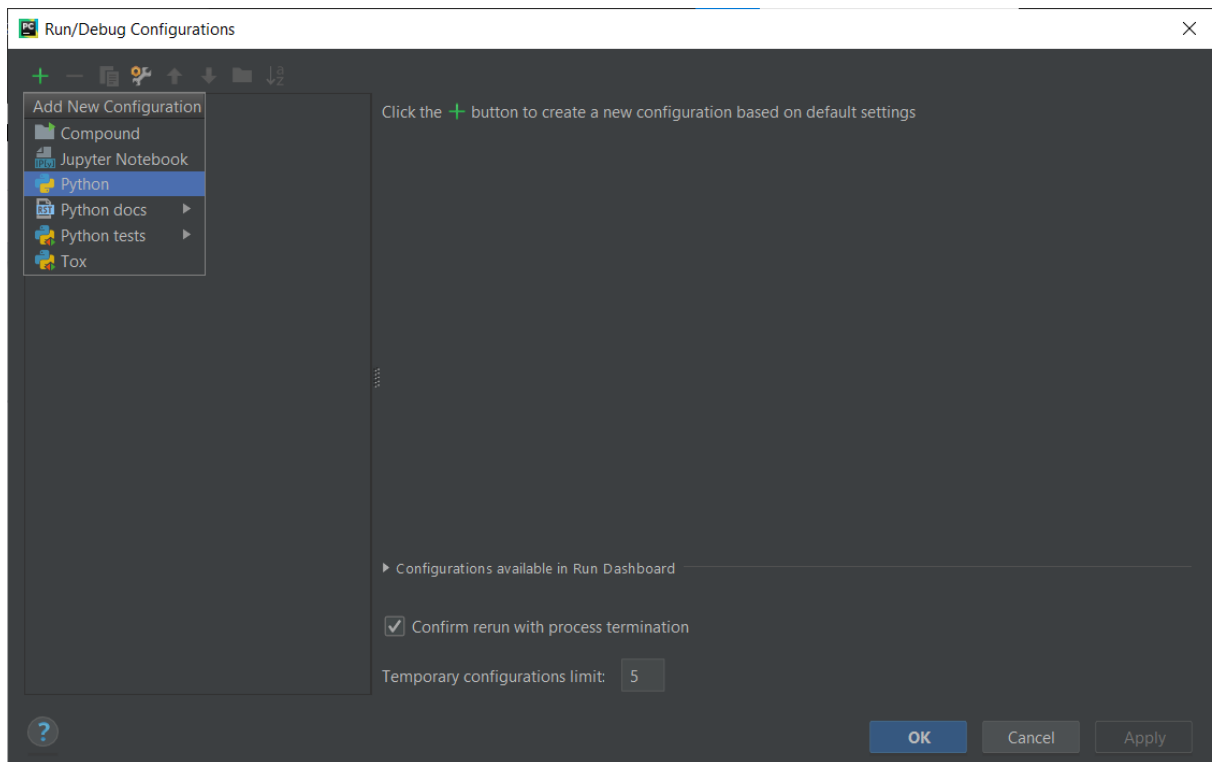 PC Run/Debug Configurations
Add New Configuration
Click the + button to create a new configuration based on default settings
Compound
Jupyter Notebook
Python
Python docs
Python tests
Tox
Configurations available in Run Dashboard
Confirm rerun with process termination
Temporary configurations limit: 5
? OK Cancel Apply